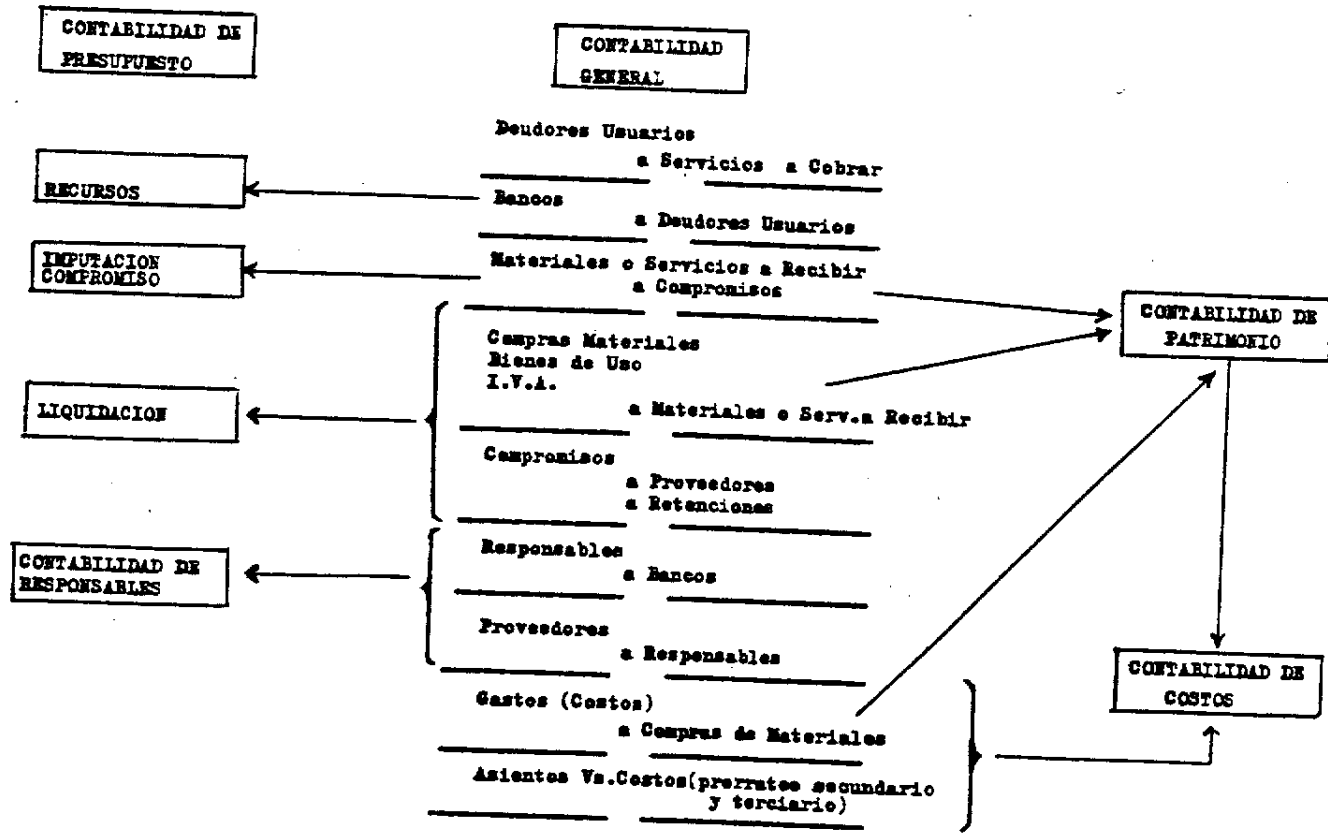 CONTABILIDAD DE
PRESUPUESTO
CONTABILIDAD
GENERAL
Deudores Usuarios
a Servicios a Cobrar
RECURSOS
Bancos
a Deudores Usuarios
IMPUTACION
COMPROMISO
Materiales o Servicios a Recibir
a Compromisos
CONTABILIDAD DE
PATRIMONIO
Compras Materiales
Bienes de Uso
I.V.A.
a Materiales o Serv.a Recibir
LIQUIDACION
Compromisos
a Proveedores
a Retenciones
CONTABILIDAD DE
RESPONSABLES
Responsables
a Bancos
Proveedores
a Responsables
CONTABILIDAD DE
COSTOS
Gastos (Costos)
a Compras de Materiales
Asientos Vs.Costos(prorrateo secundario
y terciario)